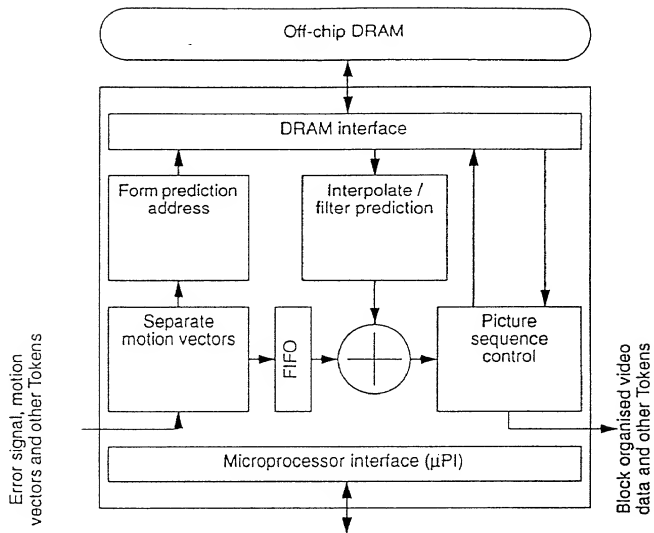 Off-chip DRAM
DRAM interface
Form prediction
address
Interpolate /
filter prediction
Separate
motion vectors
FIFO
Picture
sequence
control
Error signal, motion
vectors and other Tokens
Block organised video
data and other Tokens
Microprocessor interface (µPI)